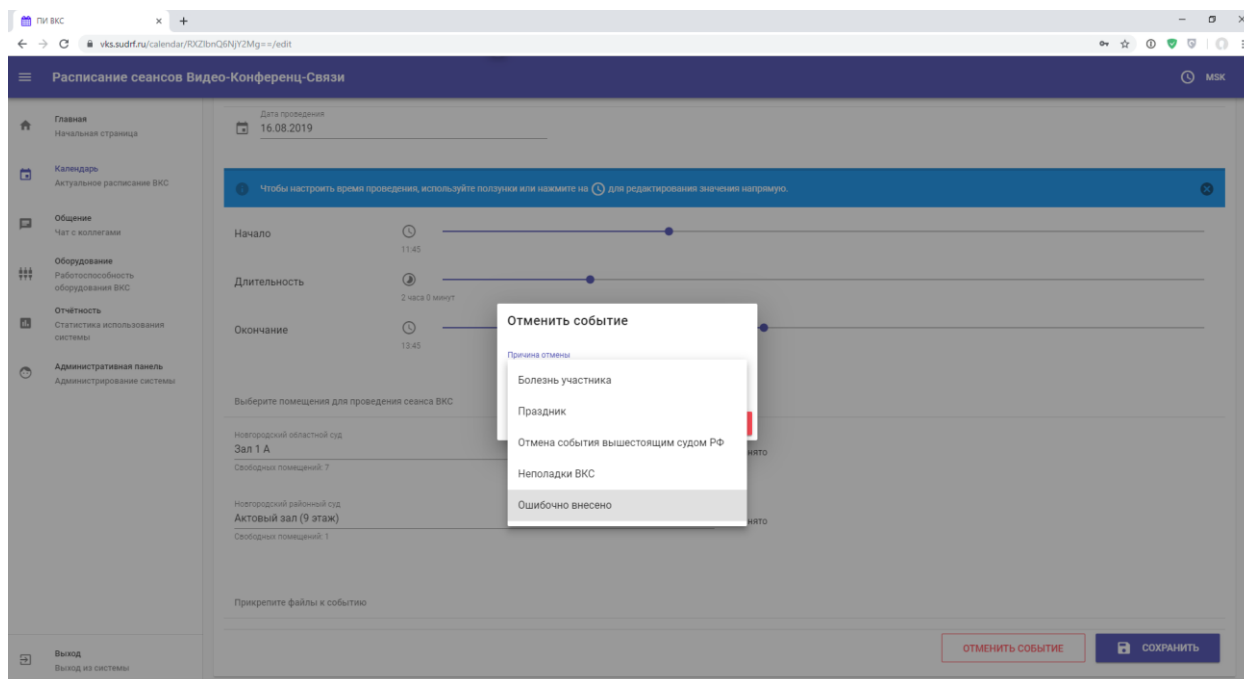 ПИ ВКС
vks.sudrf.ru/calendar/RXZlbnQ6NjY2Mg==/edit
Расписание сеансов Видео-Конференц-Связи
MSK
Главная
Начальная страница
Календарь
Актуальное расписание ВКС
Общение
Чат с коллегами
Оборудование
Работоспособность
оборудования ВКС
Отчётность
Статистика использования
системы
Административная панель
Администрирование системы
Выход
Выход из системы
Дата проведения
16.08.2019
Чтобы настроить время проведения, используйте ползунки или нажмите на для редактирования значения напрямую.
Начало
11:45
Длительность
2 часа 0 минут
Окончание
13:45
Выберите помещения для проведения сеанса ВКС
Новгородский областной суд
Зал 1 А
нято
Свободных помещений: 7
Новгородский районный суд
Актовый зал (9 этаж)
нято
Свободных помещений: 1
Прикрепите файлы к событию
Отменить событие
Причина отмены
Болезнь участника
Праздник
Отмена события вышестоящим судом РФ
Неполадки ВКС
Ошибочно внесено
ОТМЕНИТЬ СОБЫТИЕ
СОХРАНИТЬ